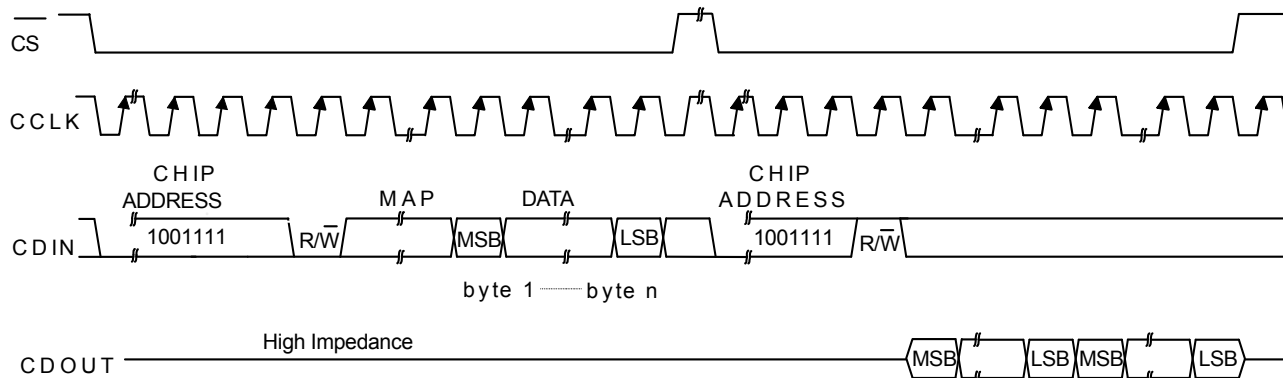 CS
CCLK
CHIP
ADDRESS
MAP
DATA
CHIP
ADDRESS
CDIN
1001111
R/W
MSB
LSB
1001111
R/W
byte 1 ........ byte n
High Impedance
CDOUT
MSB
LSB
MSB
LSB